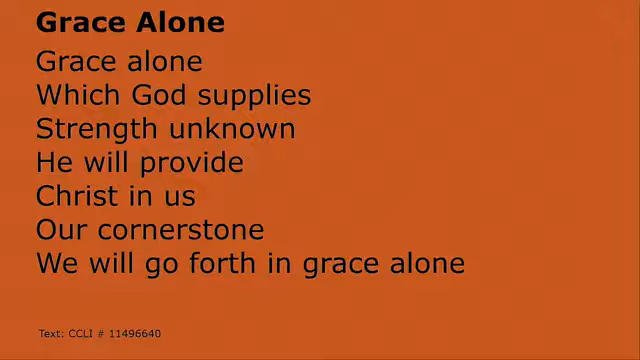 Grace Alone
Grace alone
Which God supplies
Strength unknown
He will provide
Christ in us
Our cornerstone
We will go forth in grace alone
Text: CCLI # 11496640